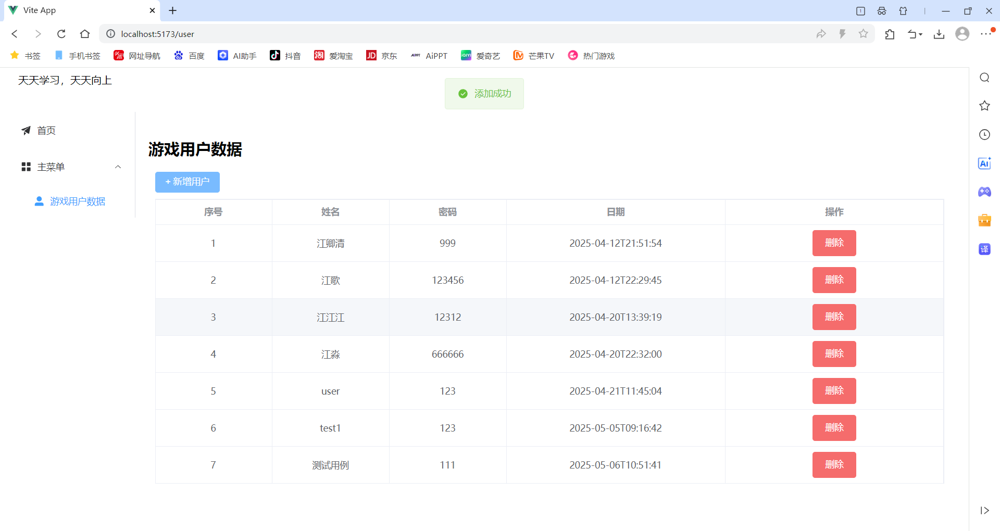 Vite App
1
localhost:5173/user
书签 手机书签 网址导航 百度 AI助手 抖音 爱淘宝 JD 京东 AiPPT AiPPT 爱奇艺 芒果TV 热门游戏
天天学习，天天向上
添加成功
首页
主菜单
游戏用户数据
游戏用户数据
+ 新增用户
序号 姓名 密码 日期 操作
1 江卿清 999 2025-04-12T21:51:54 删除
2 江歌 123456 2025-04-12T22:29:45 删除
3 江江江 12312 2025-04-20T13:39:19 删除
4 江淼 666666 2025-04-20T22:32:00 删除
5 user 123 2025-04-21T11:45:04 删除
6 test1 123 2025-05-05T09:16:42 删除
7 测试用例 111 2025-05-06T10:51:41 删除
AI
译